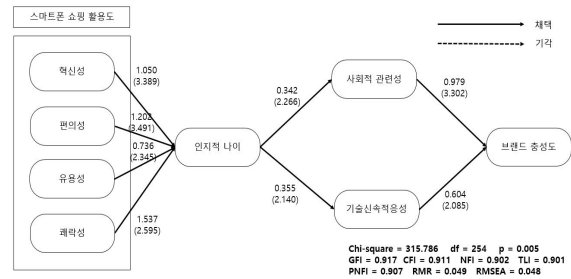 스마트폰 쇼핑 활용도
채택
기각
혁신성
1.050
(3.389)
편의성
1.202
(3.491)
유용성
0.736
(2.345)
쾌락성
1.537
(2.595)
인지적 나이
0.342
(2.266)
사회적 관련성
0.979
(3.302)
0.355
(2.140)
기술신속적응성
0.604
(2.085)
브랜드 충성도
Chi-square = 315.786 df = 254 p = 0.005
GFI = 0.917 CFI = 0.911 NFI = 0.902 TLI = 0.901
PNFI = 0.907 RMR = 0.049 RMSEA = 0.048